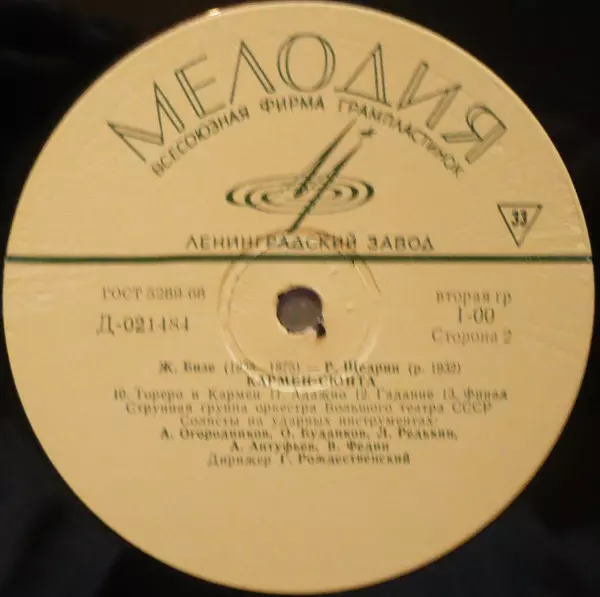 МЕЛОДИЯ
ВСЕСОЮЗНАЯ ФИРМА ГРАМПЛАСТИНОК
33
ЛЕНИНГРАДСКИЙ ЗАВОД
ГОСТ 5289-68
вторая гр
Д-021484
1-00
Сторона 2
Ж. Бизе (1838-1875) — Р. Щедрин (р. 1932)
КАРМЕН-СЮИТА
10. Тореро и Кармен 11. Адажио 12. Гадание 13. Финал
Струнная группа оркестра Большого театра СССР
Солисты на ударных инструментах:
А. Огородников, О. Буданков, Л. Редькин,
А. Антуфьев, В. Федин
Дирижер Г. Рождественский